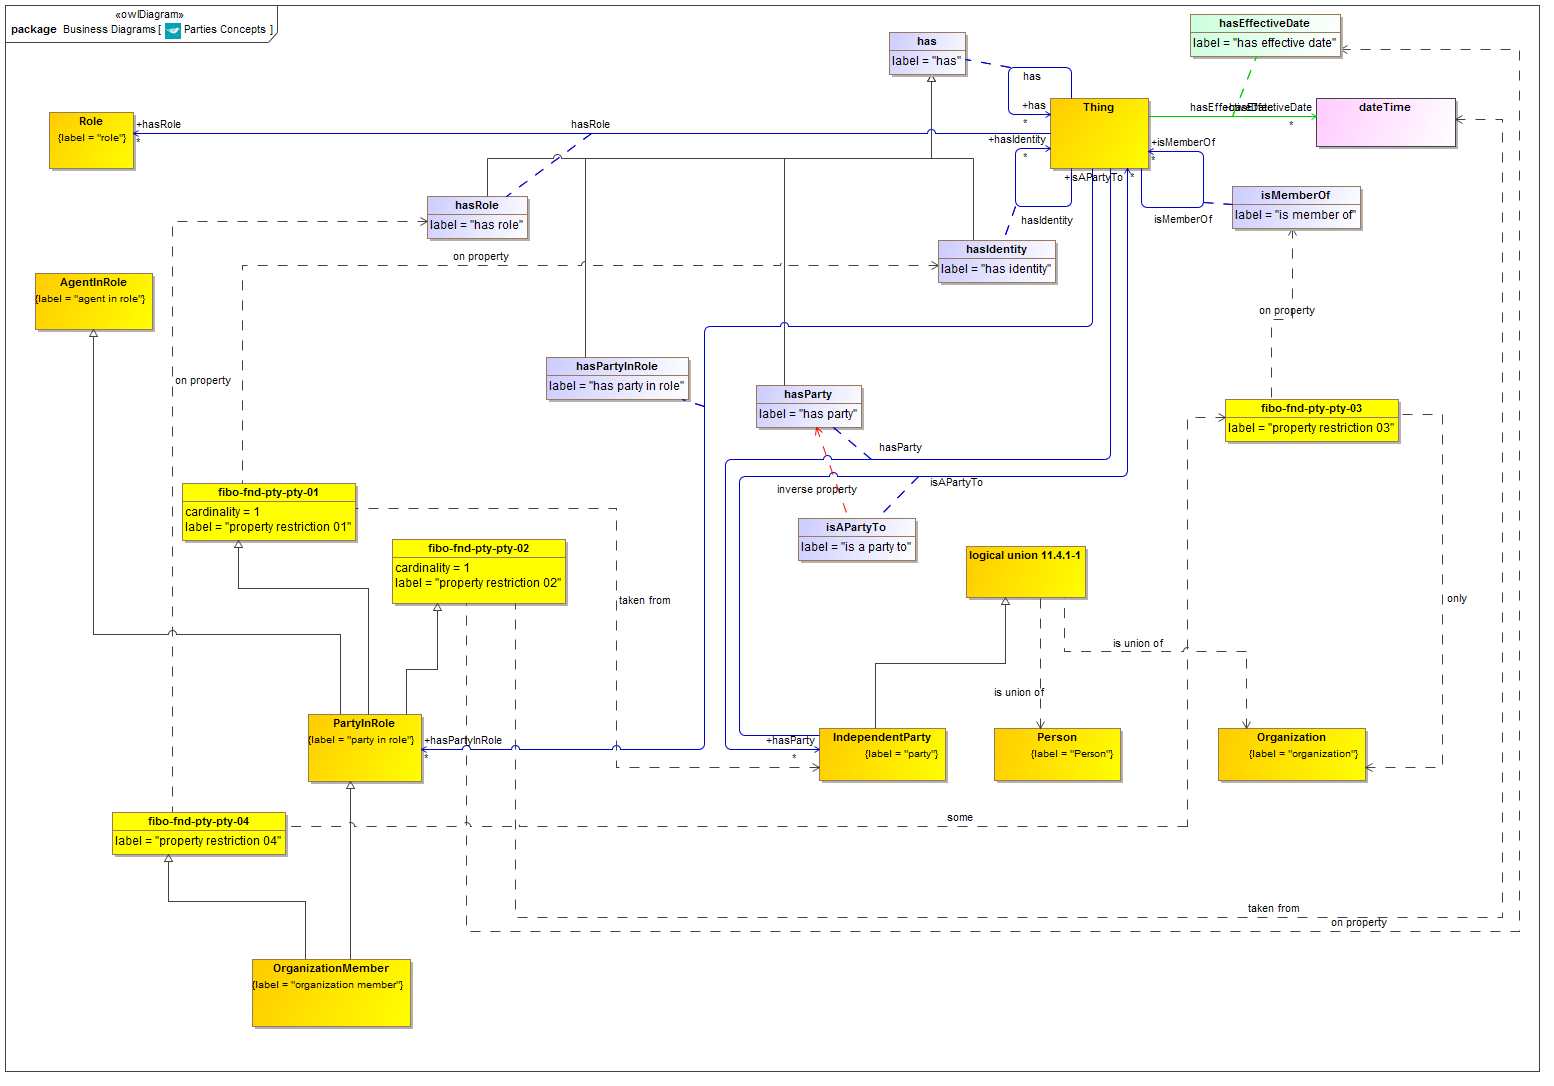 «owlDiagram»
package Business Diagrams [ Parties Concepts ]
hasEffectiveDate
label = "has effective date"
has
label = "has"
has
+has
*
Thing
hasEffectiveDate
+hasEffectiveDate
*
dateTime
Role
{label = "role"}
+hasRole
*
hasRole
+hasIdentity
*
+isMemberOf
*
+isAPartyTo
*
hasIdentity
isMemberOf
isMemberOf
label = "is member of"
hasRole
label = "has role"
hasIdentity
label = "has identity"
on property
AgentInRole
{label = "agent in role"}
on property
on property
hasPartyInRole
label = "has party in role"
hasParty
label = "has party"
fibo-fnd-pty-pty-03
label = "property restriction 03"
hasParty
isAPartyTo
inverse property
fibo-fnd-pty-pty-01
cardinality = 1
label = "property restriction 01"
isAPartyTo
label = "is a party to"
fibo-fnd-pty-pty-02
cardinality = 1
label = "property restriction 02"
logical union 11.4.1-1
taken from
only
is union of
is union of
PartyInRole
{label = "party in role"}
+hasPartyInRole
*
+hasParty
*
IndependentParty
{label = "party"}
Person
{label = "Person"}
Organization
{label = "organization"}
fibo-fnd-pty-pty-04
label = "property restriction 04"
some
taken from
on property
OrganizationMember
{label = "organization member"}